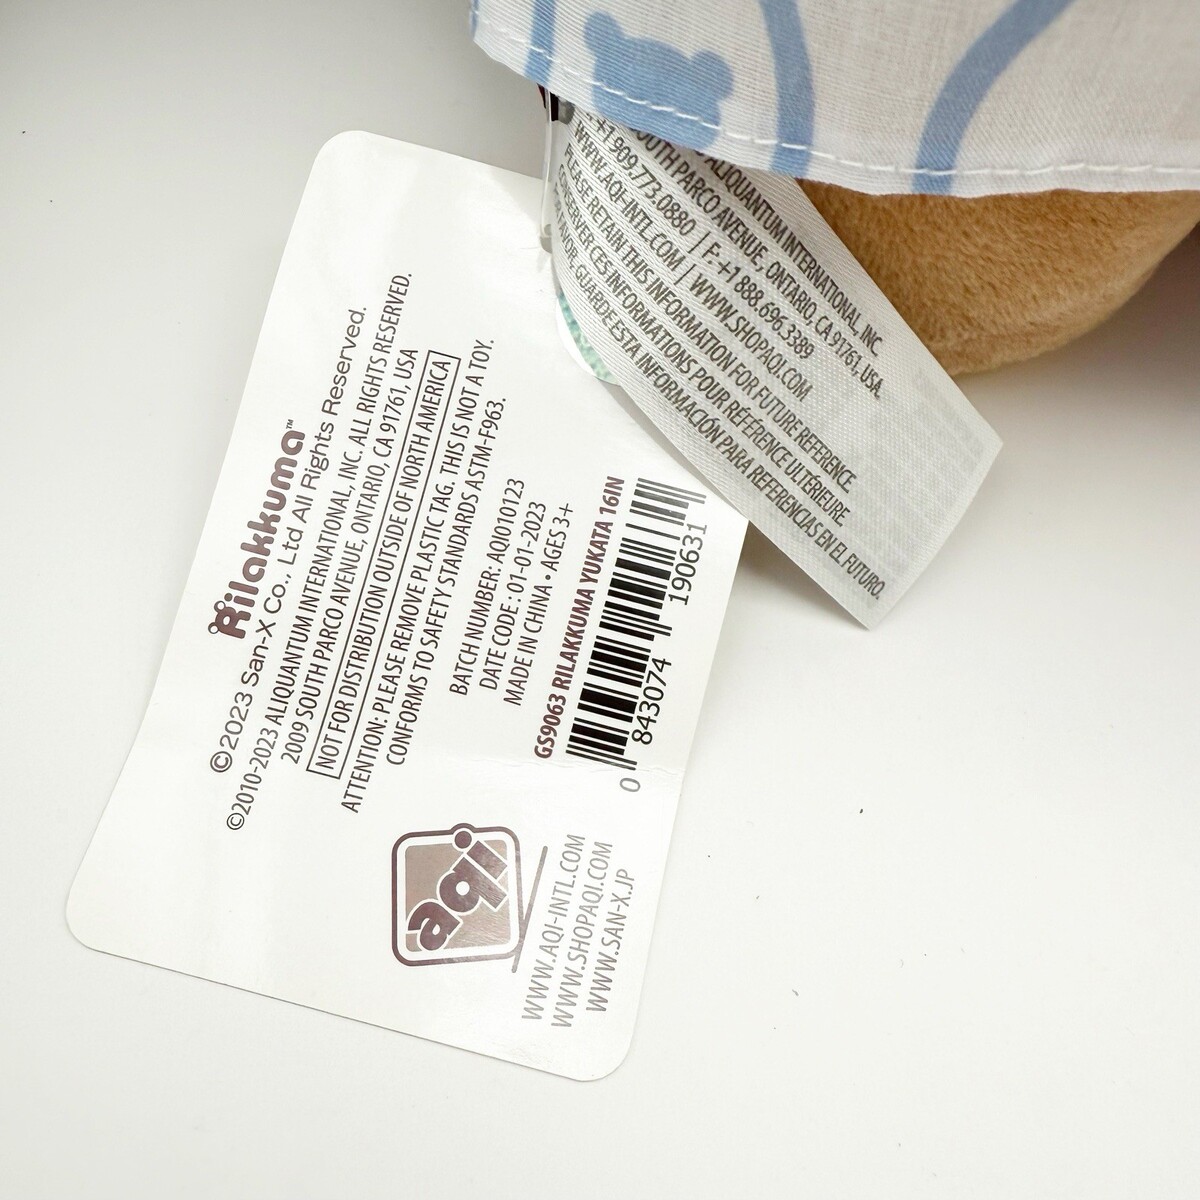 Rilakkuma™
©2023 San-X Co., Ltd All Rights Reserved.
©2010-2023 ALIQUANTUM INTERNATIONAL, INC. ALL RIGHTS RESERVED.
2009 SOUTH PARCO AVENUE, ONTARIO, CA 91761, USA
NOT FOR DISTRIBUTION OUTSIDE OF NORTH AMERICA
ATTENTION: PLEASE REMOVE PLASTIC TAG. THIS IS NOT A TOY.
CONFORMS TO SAFETY STANDARDS ASTM-F963.
BATCH NUMBER: AQI010123
DATE CODE : 01-01-2023
MADE IN CHINA • AGES 3+
GS9063 RILAKKUMA YUKATA 16IN
0 843074 190631
aqi
WWW.AQI-INTL.COM
WWW.SHOPAQI.COM
WWW.SAN-X.JP
ALIQUANTUM INTERNATIONAL, INC.
SOUTH PARCO AVENUE, ONTARIO, CA 91761, USA.
+1 909.773.0880 | F: +1 888.696.3389
WWW.AQI-INTL.COM | WWW.SHOPAQI.COM
PLEASE RETAIN THIS INFORMATION FOR FUTURE REFERENCE.
CONSERVER CES INFORMATIONS POUR RÉFÉRENCE ULTÉRIEURE.
GUARDE ESTA INFORMACIÓN PARA REFERENCIAS EN EL FUTURO.